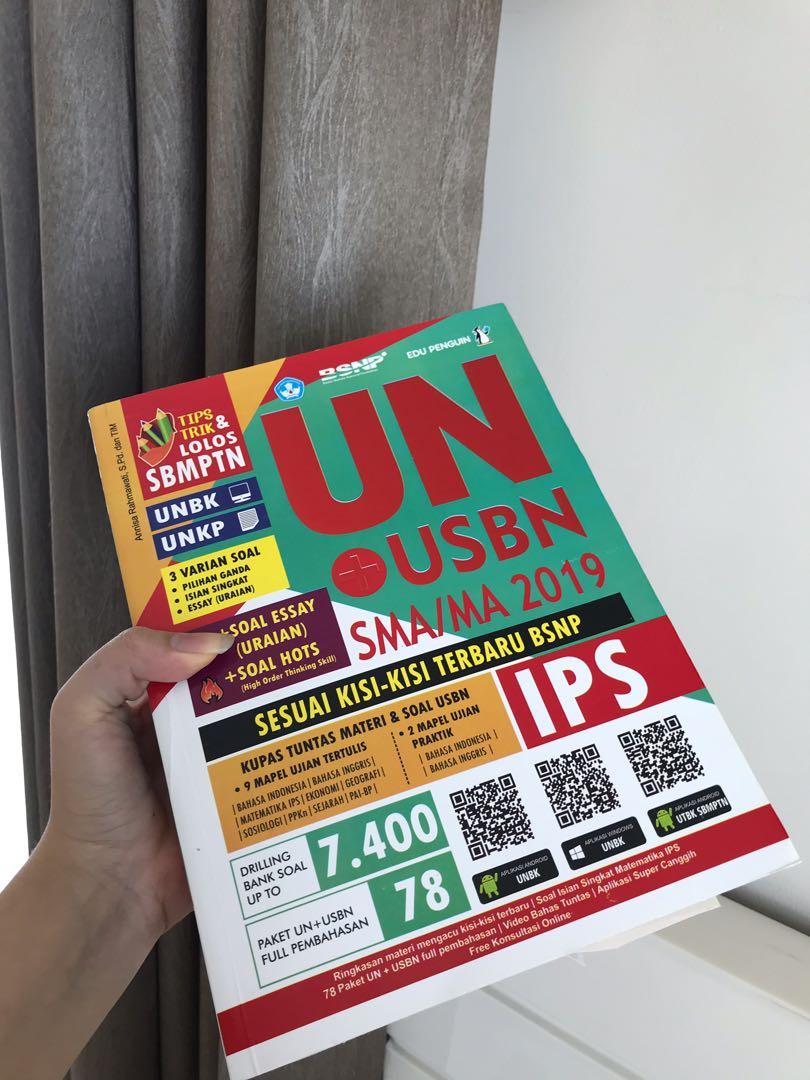 Annisa Rahmawati, S.Pd. dan TIM
TIPS
TRIK &
LOLOS
SBMPTN
BSNP
EDU PENGUIN
UNBK
UNKP
UN
+USBN
SMA/MA 2019
3 VARIAN SOAL
• PILIHAN GANDA
• ISIAN SINGKAT
• ESSAY (URAIAN)
+SOAL ESSAY
(URAIAN)
+SOAL HOTS
(High Order Thinking Skill)
SESUAI KISI-KISI TERBARU BSNP
IPS
KUPAS TUNTAS MATERI & SOAL USBN
• 9 MAPEL UJIAN TERTULIS
| BAHASA INDONESIA | BAHASA INGGRIS |
| MATEMATIKA IPS | EKONOMI | GEOGRAFI |
| SOSIOLOGI | PPKn | SEJARAH | PAI-BP |
• 2 MAPEL UJIAN
PRAKTIK
| BAHASA INDONESIA |
| BAHASA INGGRIS |
DRILLING
BANK SOAL
UP TO
7.400
PAKET UN+USBN
FULL PEMBAHASAN
78
APLIKASI ANDROID
UNBK
APLIKASI WINDOWS
UNBK
APLIKASI ANDROID
UTBK SBMPTN
Ringkasan materi mengacu kisi-kisi terbaru | Soal Isian Singkat Matematika IPS
78 Paket UN + USBN full pembahasan | Video Bahas Tuntas | Aplikasi Super Canggih
Free Konsultasi Online